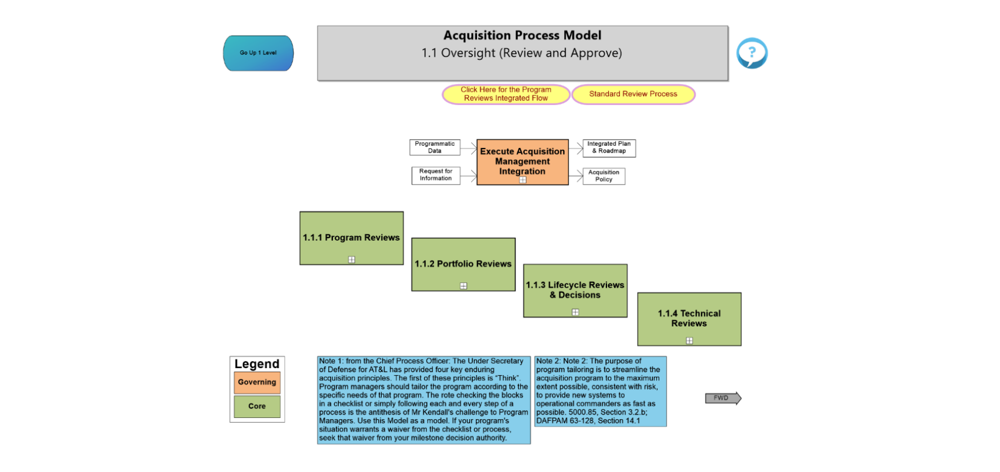 Go Up 1 Level
Acquisition Process Model
1.1 Oversight (Review and Approve)
?
Click Here for the Program
Reviews Integrated Flow
Standard Review Process
Programmatic
Data
Request for
Information
Execute Acquisition
Management
Integration
Integrated Plan
& Roadmap
Acquisition
Policy
1.1.1 Program Reviews
1.1.2 Portfolio Reviews
1.1.3 Lifecycle Reviews
& Decisions
1.1.4 Technical
Reviews
Legend
Governing
Core
Note 1: from the Chief Process Officer: The Under Secretary
of Defense for AT&L has provided four key enduring
acquisition principles. The first of these principles is “Think”.
Program managers should tailor the program according to the
specific needs of that program. The rote checking the blocks
in a checklist or simply following each and every step of a
process is the antithesis of Mr Kendall's challenge to Program
Managers. Use this Model as a model. If your program's
situation warrants a waiver from the checklist or process,
seek that waiver from your milestone decision authority.
Note 2: Note 2: The purpose of
program tailoring is to streamline the
acquisition program to the maximum
extent possible, consistent with risk,
to provide new systems to
operational commanders as fast as
possible. 5000.85, Section 3.2.b;
DAFPAM 63-128, Section 14.1
FWD